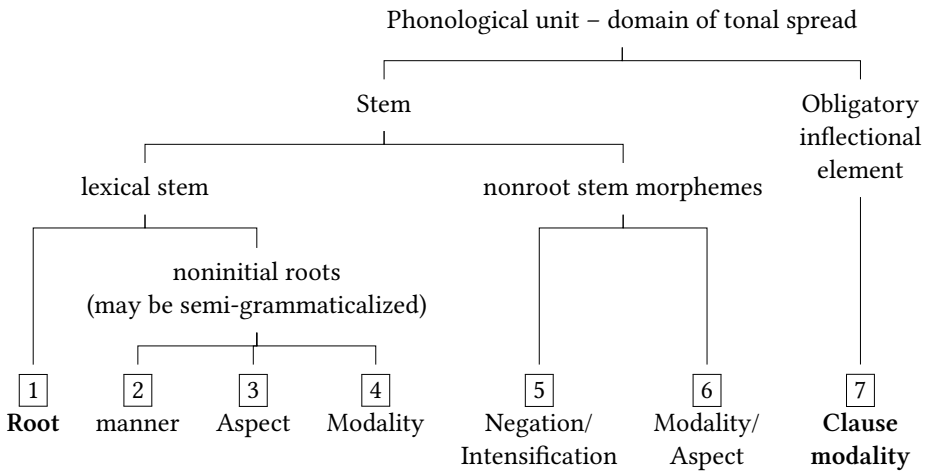 Phonological unit – domain of tonal spread
Stem
Obligatory
inflectional
element
lexical stem
nonroot stem morphemes
noninitial roots
(may be semi-grammaticalized)
1
2
3
4
5
6
7
Root
manner
Aspect
Modality
Negation/
Intensification
Modality/
Aspect
Clause
modality